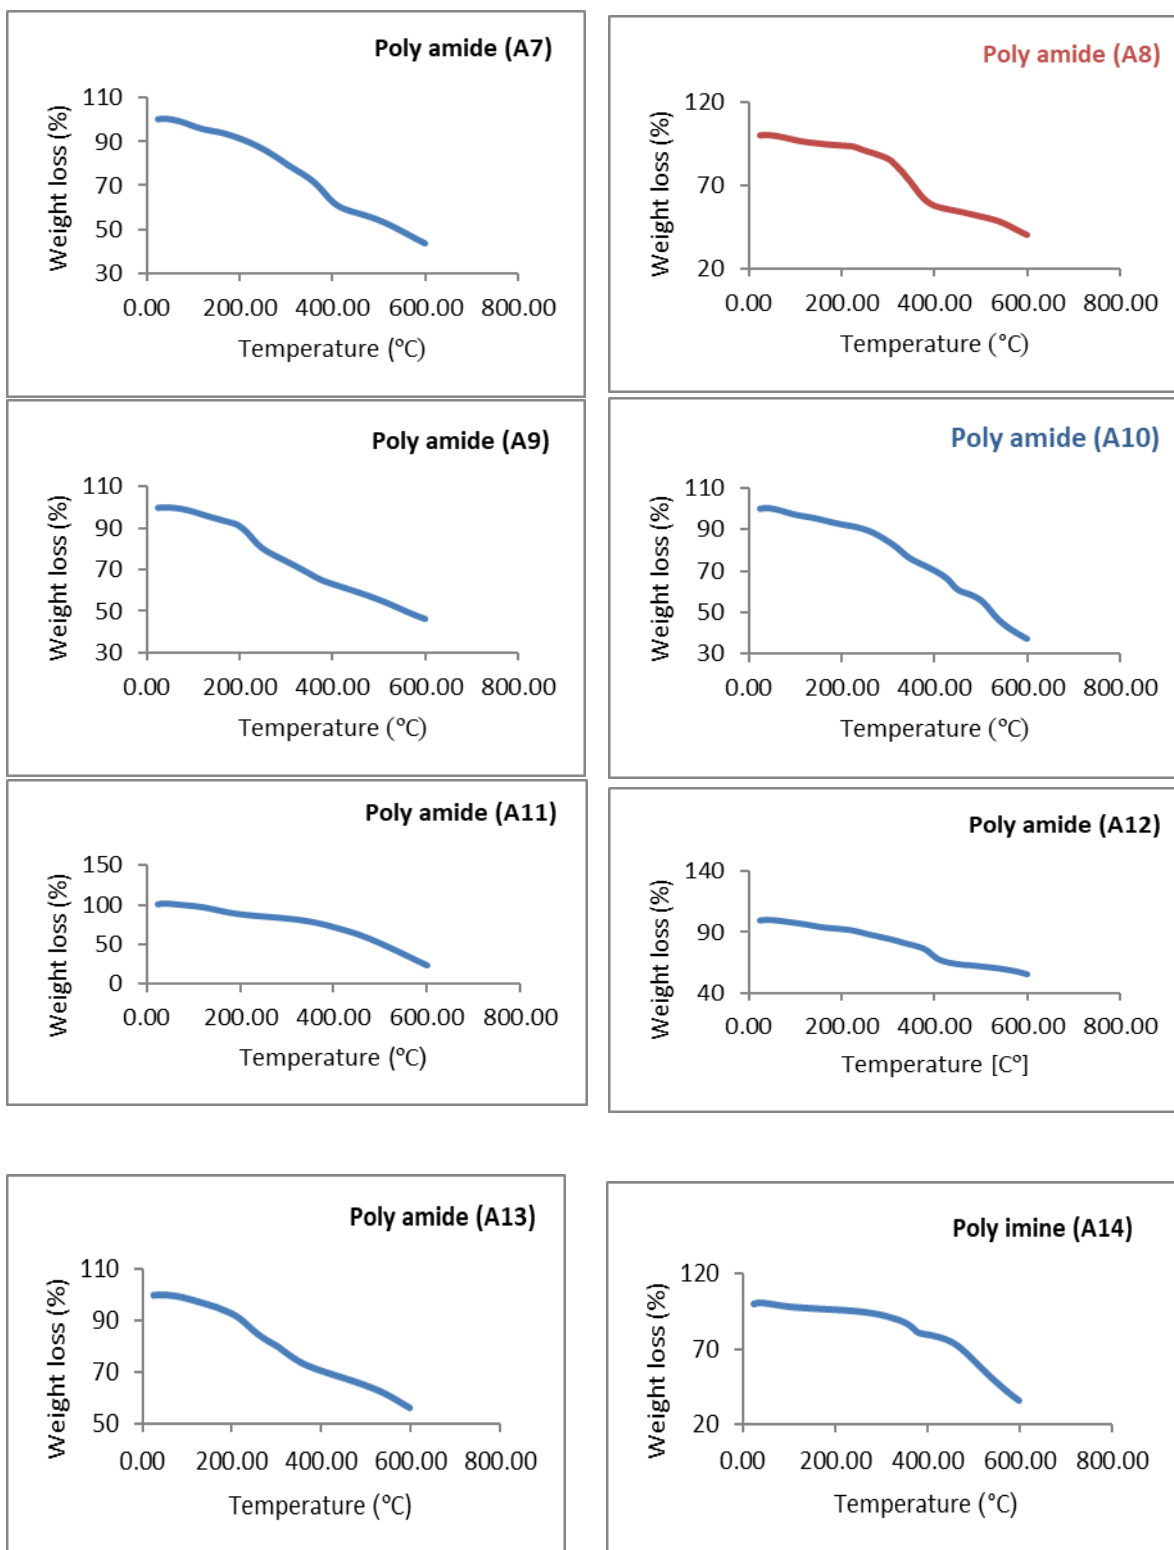 Poly amide (A7)
Weight loss (%)
110
90
70
50
30
0.00 200.00 400.00 600.00 800.00
Temperature (°C)
Poly amide (A8)
Weight loss (%)
120
70
20
0.00 200.00 400.00 600.00 800.00
Temperature (°C)
Poly amide (A9)
Weight loss (%)
110
90
70
50
30
0.00 200.00 400.00 600.00 800.00
Temperature (°C)
Poly amide (A10)
Weight loss (%)
110
90
70
50
30
0.00 200.00 400.00 600.00 800.00
Temperature (°C)
Poly amide (A11)
Weight loss (%)
150
100
50
0
0.00 200.00 400.00 600.00 800.00
Temperature (°C)
Poly amide (A12)
Weight loss (%)
140
90
40
0.00 200.00 400.00 600.00 800.00
Temperature [C°]
Poly amide (A13)
Weight loss (%)
110
90
70
50
0.00 200.00 400.00 600.00 800.00
Temperature (°C)
Poly imine (A14)
Weight loss (%)
120
70
20
0.00 200.00 400.00 600.00 800.00
Temperature (°C)